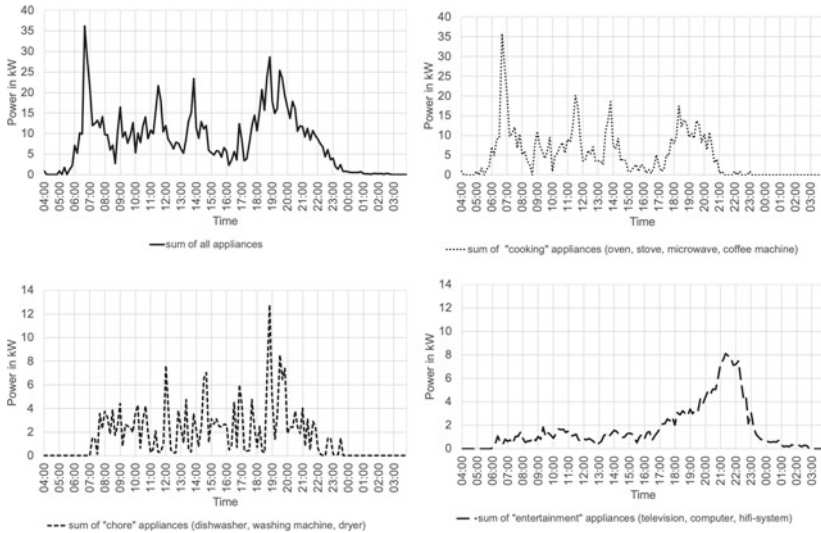 Power in kW
40
35
30
25
20
15
10
5
0
04:00 05:00 06:00 07:00 08:00 09:00 10:00 11:00 12:00 13:00 14:00 15:00 16:00 17:00 18:00 19:00 20:00 21:00 22:00 23:00 00:00 01:00 02:00 03:00
Time
sum of all appliances
Power in kW
40
35
30
25
20
15
10
5
0
04:00 05:00 06:00 07:00 08:00 09:00 10:00 11:00 12:00 13:00 14:00 15:00 16:00 17:00 18:00 19:00 20:00 21:00 22:00 23:00 00:00 01:00 02:00 03:00
Time
sum of "cooking" appliances (oven, stove, microwave, coffee machine)
Power in kW
14
12
10
8
6
4
2
0
04:00 05:00 06:00 07:00 08:00 09:00 10:00 11:00 12:00 13:00 14:00 15:00 16:00 17:00 18:00 19:00 20:00 21:00 22:00 23:00 00:00 01:00 02:00 03:00
Time
sum of "chore" appliances (dishwasher, washing machine, dryer)
Power in kW
14
12
10
8
6
4
2
0
04:00 05:00 06:00 07:00 08:00 09:00 10:00 11:00 12:00 13:00 14:00 15:00 16:00 17:00 18:00 19:00 20:00 21:00 22:00 23:00 00:00 01:00 02:00 03:00
Time
sum of "entertainment" appliances (television, computer, hifi-system)